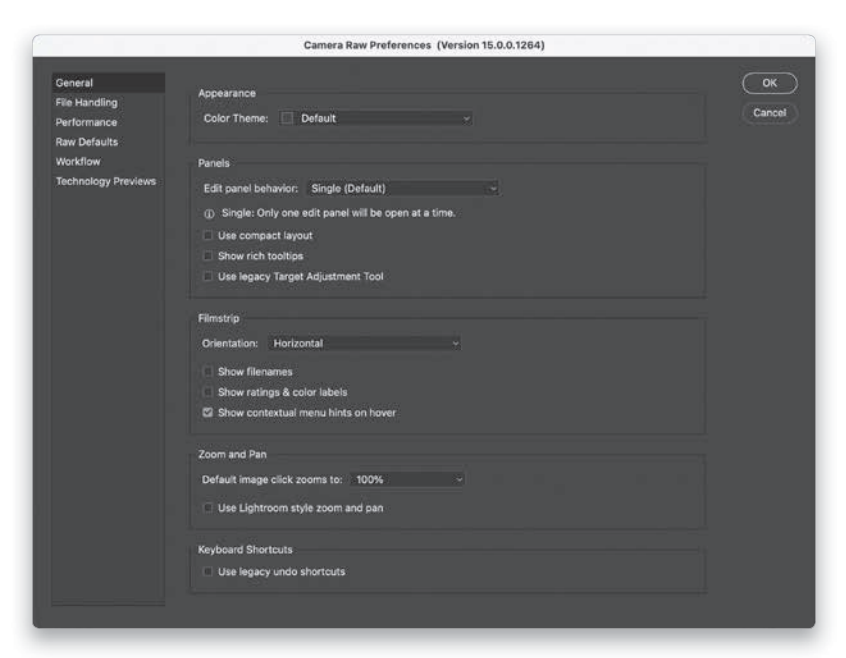 Camera Raw Preferences (Version 15.0.0.1264)
General
File Handling
Performance
Raw Defaults
Workflow
Technology Previews
Appearance
Color Theme: Default
Panels
Edit panel behavior: Single (Default)
Single: Only one edit panel will be open at a time.
Use compact layout
Show rich tooltips
Use legacy Target Adjustment Tool
Filmstrip
Orientation: Horizontal
Show filenames
Show ratings & color labels
Show contextual menu hints on hover
Zoom and Pan
Default image click zooms to: 100%
Use Lightroom style zoom and pan
Keyboard Shortcuts
Use legacy undo shortcuts
OK
Cancel